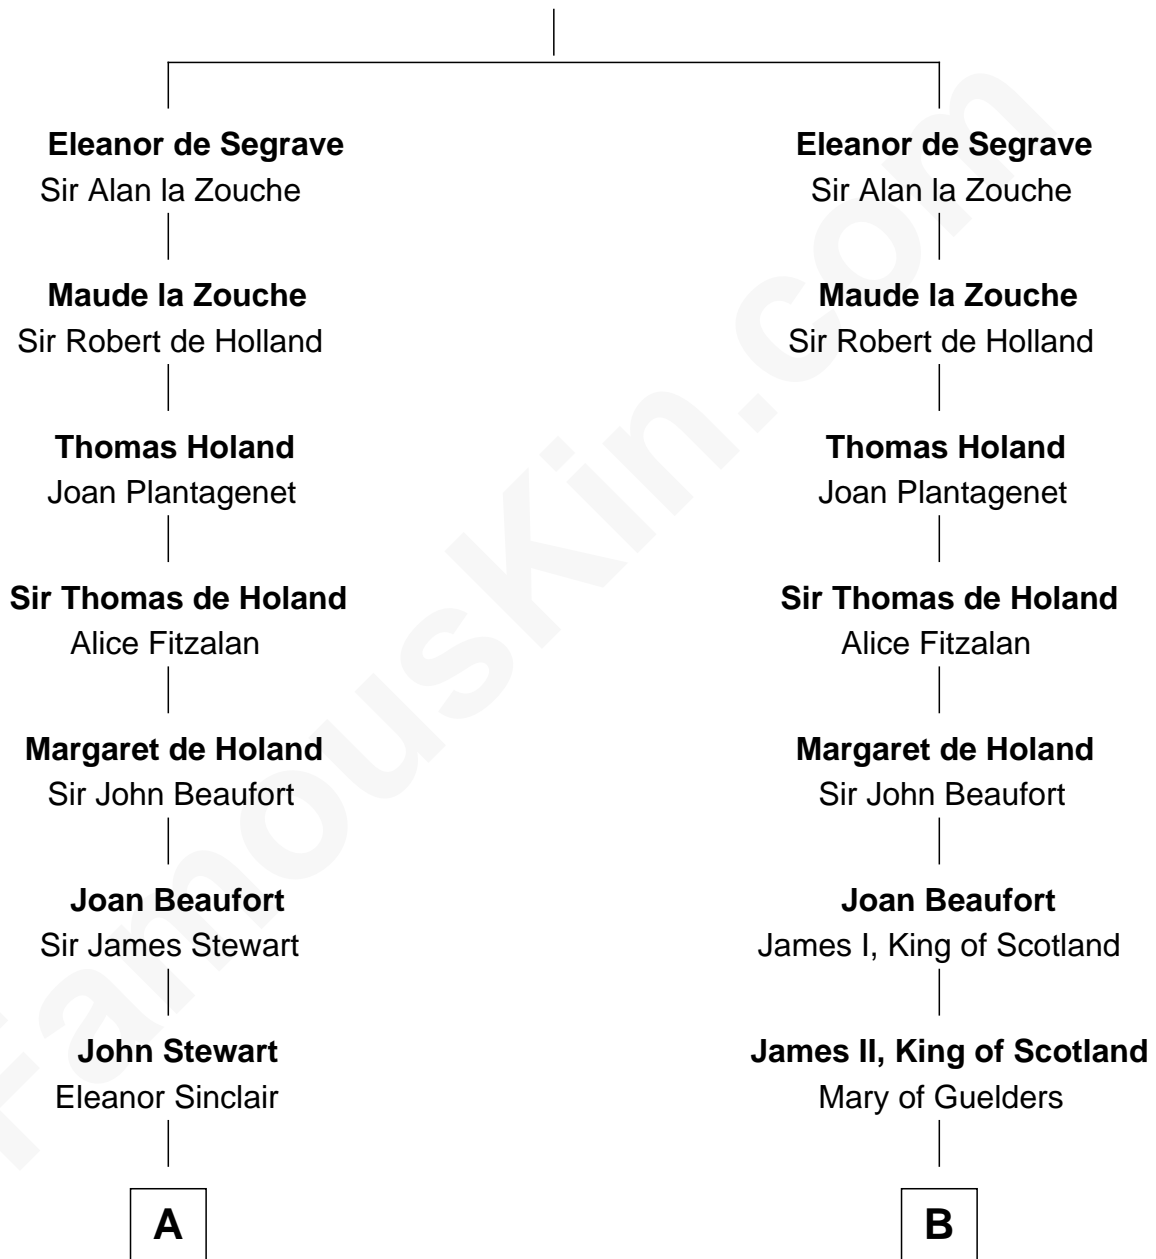 Eleanor de Segrave
Sir Alan la Zouche
Maude la Zouche
Sir Robert de Holland
Thomas Holand
Joan Plantagenet
Sir Thomas de Holand
Alice Fitzalan
Margaret de Holand
Sir John Beaufort
Joan Beaufort
Sir James Stewart
John Stewart
Eleanor Sinclair
A
Eleanor de Segrave
Sir Alan la Zouche
Maude la Zouche
Sir Robert de Holland
Thomas Holand
Joan Plantagenet
Sir Thomas de Holand
Alice Fitzalan
Margaret de Holand
Sir John Beaufort
Joan Beaufort
James I, King of Scotland
James II, King of Scotland
Mary of Guelders
B
FamousKin.com